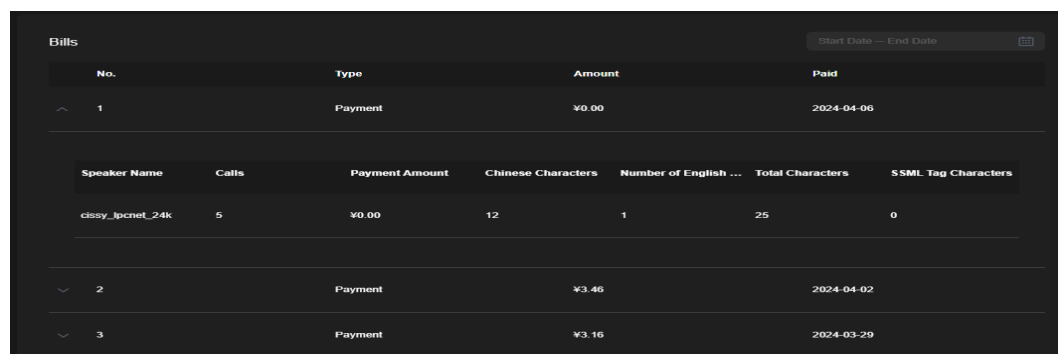 Bills Start Date — End Date
No. Type Amount Paid
1 Payment ¥0.00 2024-04-06
Speaker Name Calls Payment Amount Chinese Characters Number of English ... Total Characters SSML Tag Characters
cissy_lpcnet_24k 5 ¥0.00 12 1 25 0
2 Payment ¥3.46 2024-04-02
3 Payment ¥3.16 2024-03-29